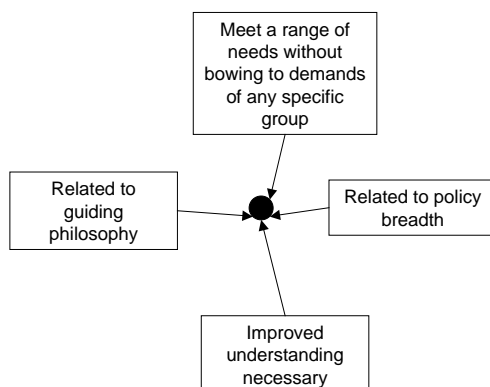 Meet a range of
needs without
bowing to demands
of any specific
group
Related to
guiding
philosophy
Related to policy
breadth
Improved
understanding
necessary